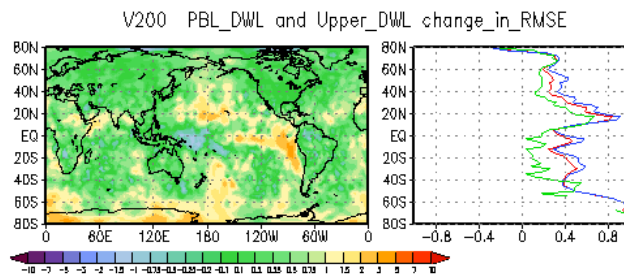 V200 PBL_DWL and Upper_DWL change_in_RMSE
80N 80N
60N 60N
40N 40N
20N 20N
EQ EQ
20S 20S
40S 40S
60S 60S
80S 80S
0 60E 120E 180 120W 60W 0 -0.8 -0.4 0 0.4 0.8
-10 -7 -5 -3 -2 -1.5 -1 -0.75 -0.5 -0.2 -0.1 0.1 0.2 0.35 0.5 0.75 1 1.5 2 3 5 7 10